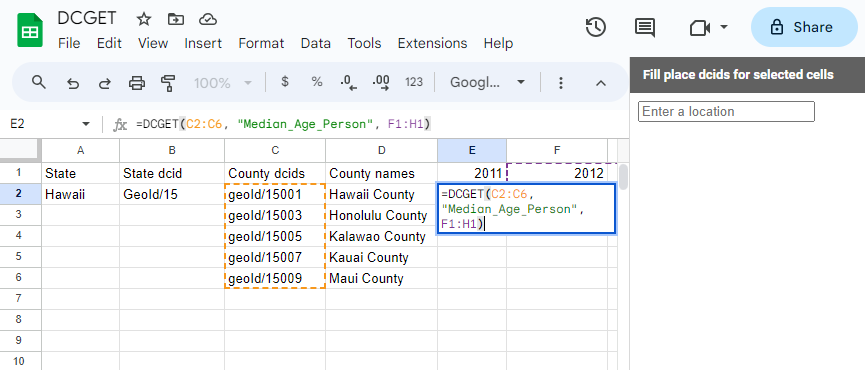 DCGET
File Edit View Insert Format Data Tools Extensions Help
Share
100% $ % .0 .00 123 Googl...
Fill place dcids for selected cells
Enter a location
E2 fx =DCGET(C2:C6, "Median_Age_Person", F1:H1)
A B C D E F
1 State State dcid County dcids County names 2011 2012
2 Hawaii GeoId/15 geoId/15001 Hawaii County =DCGET(C2:C6,
"Median_Age_Person",
F1:H1)
3 geoId/15003 Honolulu County
4 geoId/15005 Kalawao County
5 geoId/15007 Kauai County
6 geoId/15009 Maui County
7
8
9
10